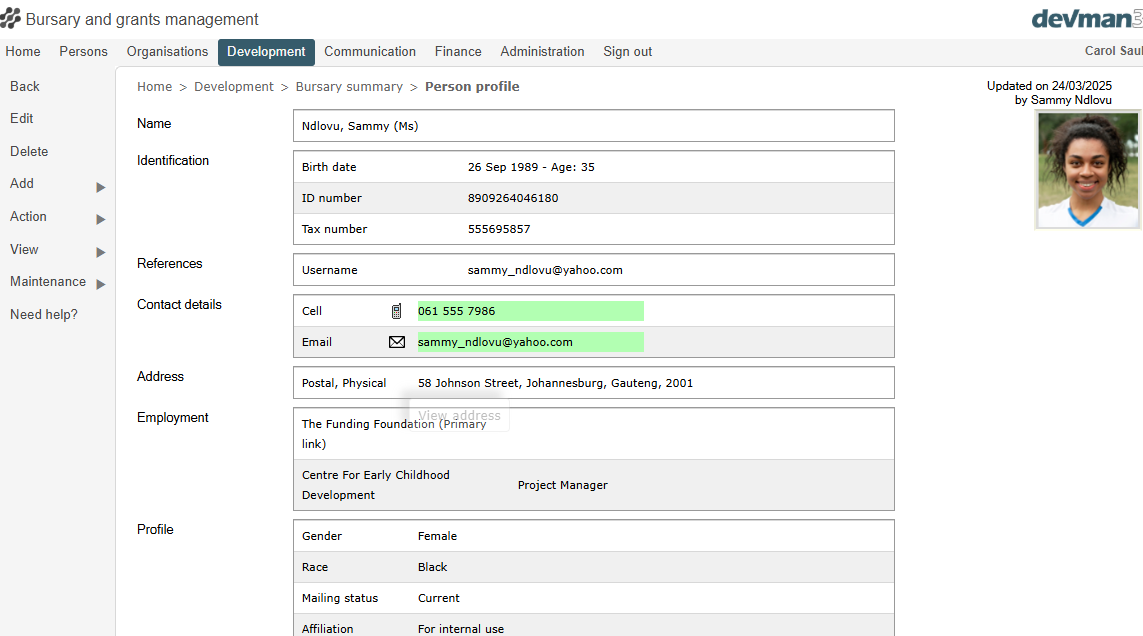 Bursary and grants management
devman3
Home Persons Organisations Development Communication Finance Administration Sign out
Carol Saul
Back
Edit
Delete
Add
Action
View
Maintenance
Need help?
Home > Development > Bursary summary > Person profile
Updated on 24/03/2025
by Sammy Ndlovu
Name
Ndlovu, Sammy (Ms)
Identification
Birth date 26 Sep 1989 - Age: 35
ID number 8909264046180
Tax number 555695857
References
Username sammy_ndlovu@yahoo.com
Contact details
Cell 061 555 7986
Email sammy_ndlovu@yahoo.com
Address
Postal, Physical 58 Johnson Street, Johannesburg, Gauteng, 2001
View address
Employment
The Funding Foundation (Primary
link)
Centre For Early Childhood
Development
Project Manager
Profile
Gender Female
Race Black
Mailing status Current
Affiliation For internal use